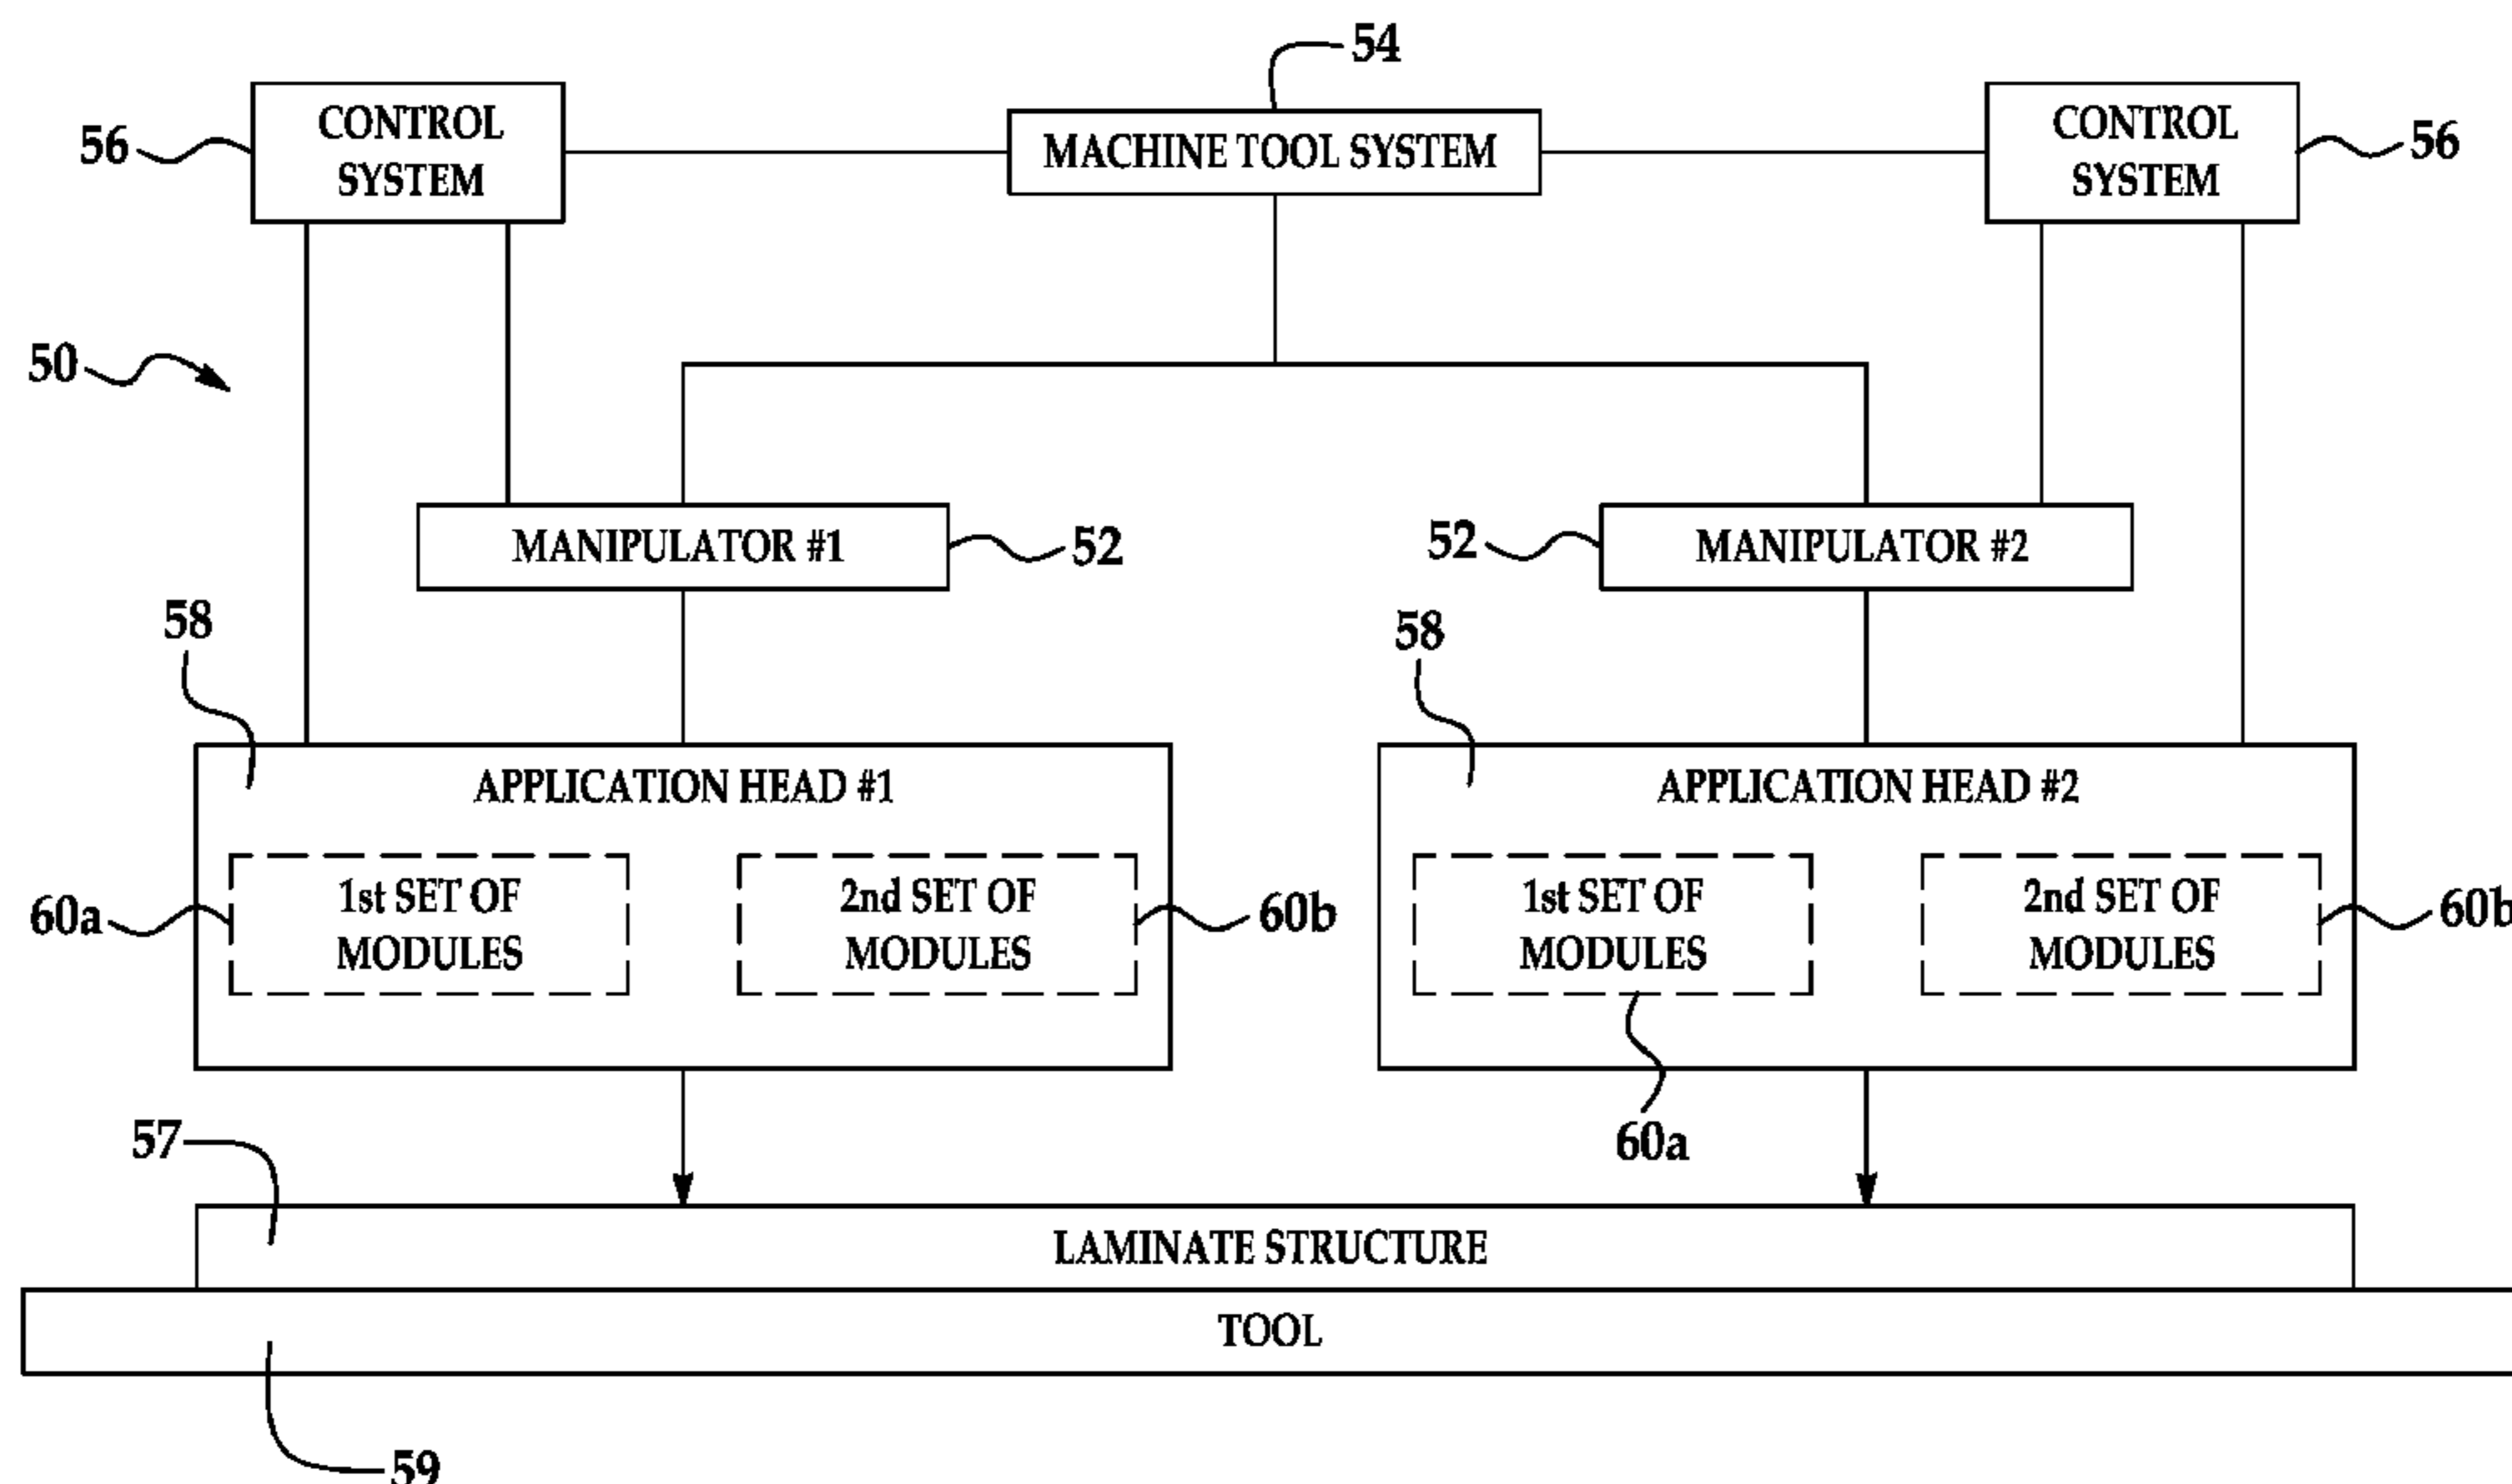 54
CONTROL
SYSTEM
MACHINE TOOL SYSTEM
CONTROL
SYSTEM
56
56
50
MANIPULATOR #1
52
52
MANIPULATOR #2
58
58
APPLICATION HEAD #1
APPLICATION HEAD #2
60a
1st SET OF
MODULES
2nd SET OF
MODULES
60b
1st SET OF
MODULES
2nd SET OF
MODULES
60b
60a
57
LAMINATE STRUCTURE
TOOL
59